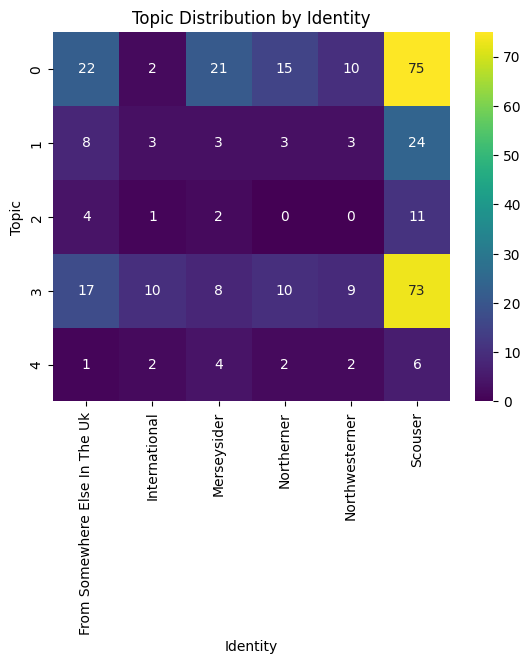 Topic Distribution by Identity
Topic
0 22 2 21 15 10 75
1 8 3 3 3 3 24
2 4 1 2 0 0 11
3 17 10 8 10 9 73
4 1 2 4 2 2 6
From Somewhere Else In The Uk
International
Merseysider
Northerner
Northwesterner
Scouser
Identity
70
60
50
40
30
20
10
0